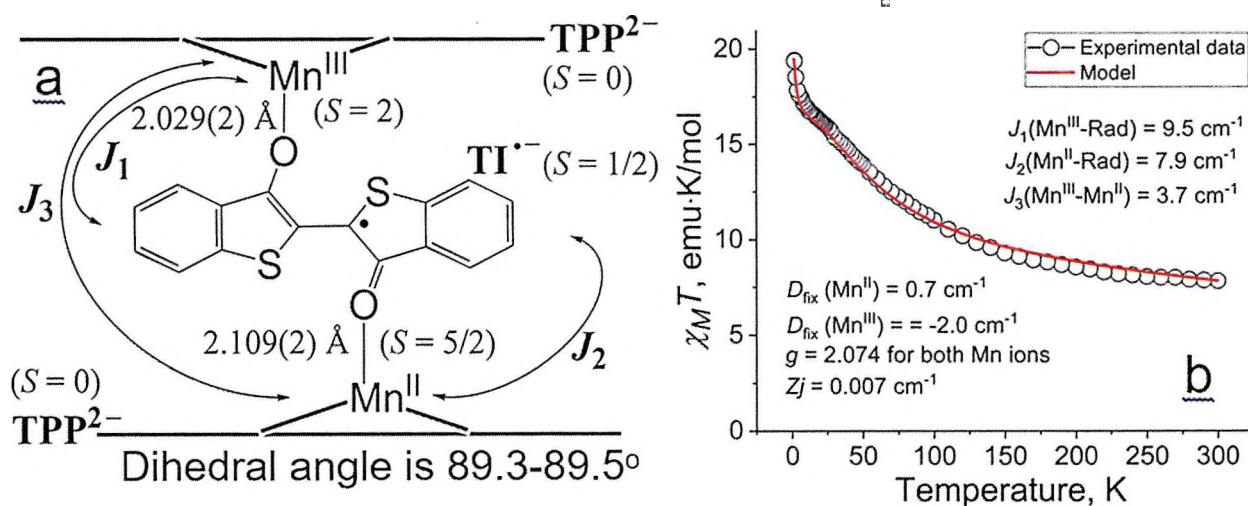 a
TPP²⁻
(S = 0)
Mnᴵᴵᴵ
2.029(2) Å
(S = 2)
O
J₁
TI•⁻ (S = 1/2)
J₃
S
S
•
O
2.109(2) Å
(S = 5/2)
J₂
(S = 0)
Mnᴵᴵ
TPP²⁻
Dihedral angle is 89.3-89.5º
χMT, emu·K/mol
20
15
10
5
0
Experimental data
Model
J₁(Mnᴵᴵᴵ-Rad) = 9.5 cm⁻¹
J₂(Mnᴵᴵ-Rad) = 7.9 cm⁻¹
J₃(Mnᴵᴵᴵ-Mnᴵᴵ) = 3.7 cm⁻¹
Dfix (Mnᴵᴵ) = 0.7 cm⁻¹
Dfix (Mnᴵᴵᴵ) = = -2.0 cm⁻¹
g = 2.074 for both Mn ions
Zj = 0.007 cm⁻¹
b
0 50 100 150 200 250 300
Temperature, K